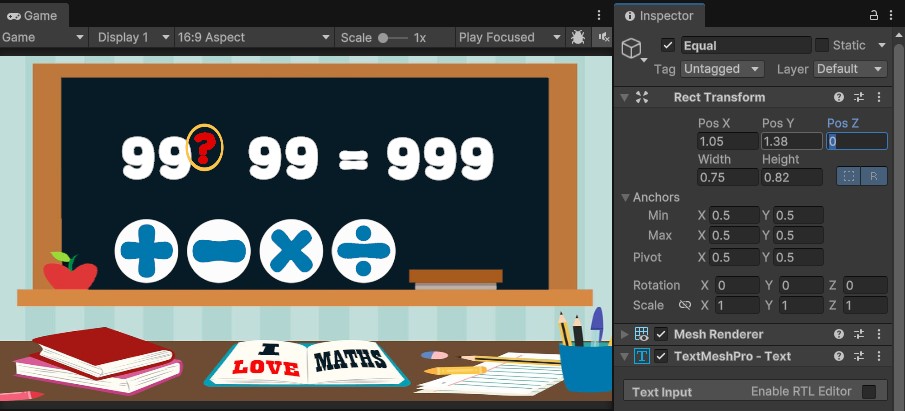 Game
Game Display 1 16:9 Aspect Scale 1x Play Focused
99? 99 = 999
+ − × ÷
I LOVE MATHS
Inspector
Equal Static
Tag Untagged Layer Default
Rect Transform
Pos X Pos Y Pos Z
1.05 1.38 0
Width Height
0.75 0.82 R
Anchors
Min X 0.5 Y 0.5
Max X 0.5 Y 0.5
Pivot X 0.5 Y 0.5
Rotation X 0 Y 0 Z 0
Scale X 1 Y 1 Z 1
Mesh Renderer
TextMeshPro - Text
Text Input Enable RTL Editor